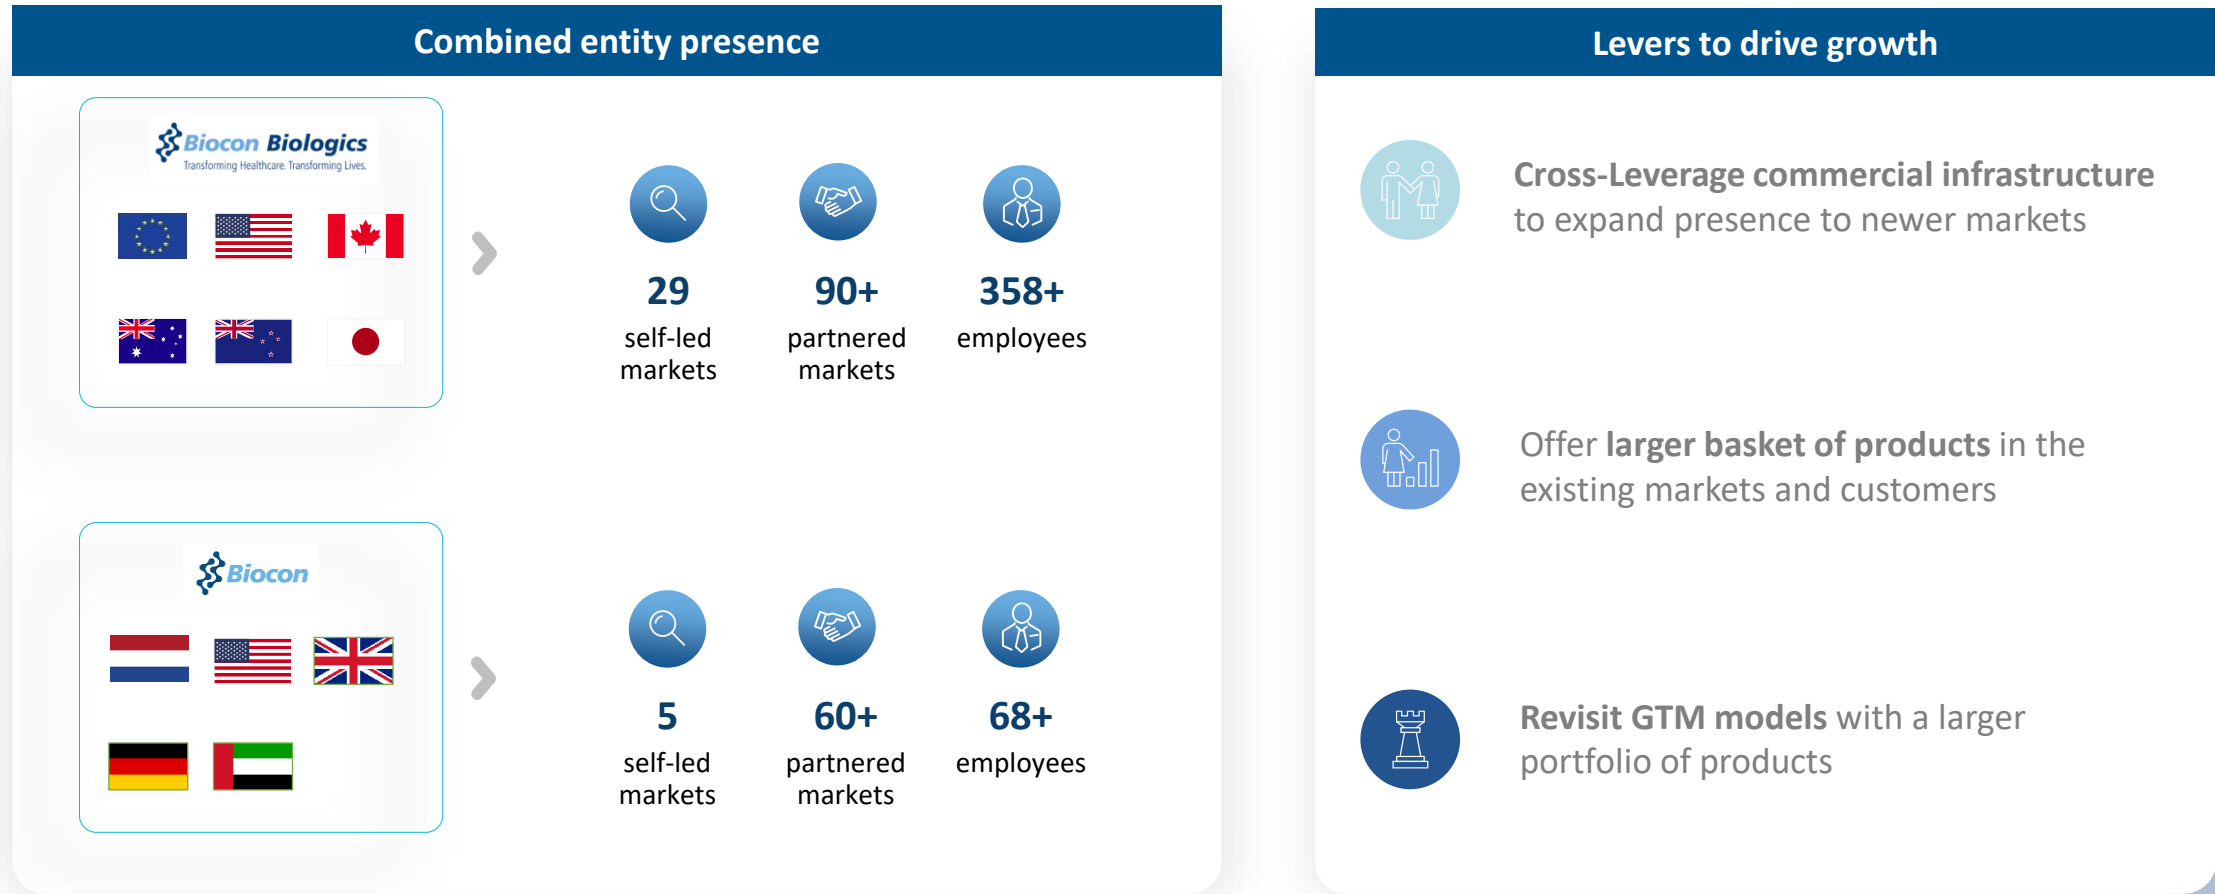 Combined entity presence
Biocon Biologics
Transforming Healthcare. Transforming Lives.
29
self-led
markets
90+
partnered
markets
358+
employees
Biocon
5
self-led
markets
60+
partnered
markets
68+
employees
Levers to drive growth
Cross-Leverage commercial infrastructure
to expand presence to newer markets
Offer larger basket of products in the
existing markets and customers
Revisit GTM models with a larger
portfolio of products